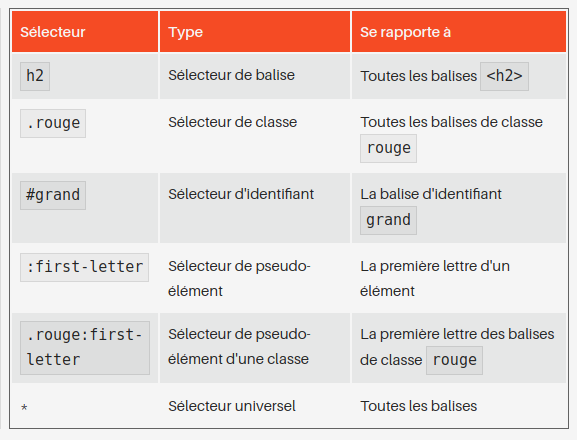 Sélecteur Type Se rapporte à
h2 Sélecteur de balise Toutes les balises <h2>
.rouge Sélecteur de classe Toutes les balises de classe
rouge
#grand Sélecteur d'identifiant La balise d'identifiant
grand
:first-letter Sélecteur de pseudo- La première lettre d'un
élément élément
.rouge:first- Sélecteur de pseudo- La première lettre des balises
letter élément d'une classe de classe rouge
* Sélecteur universel Toutes les balises